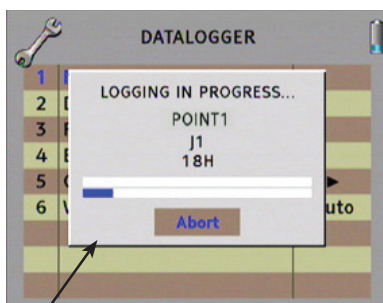 DATALOGGER
1
2 D
3 F
4
5
6 uto
LOGGING IN PROGRESS...
POINT1
J1
18H
Abort